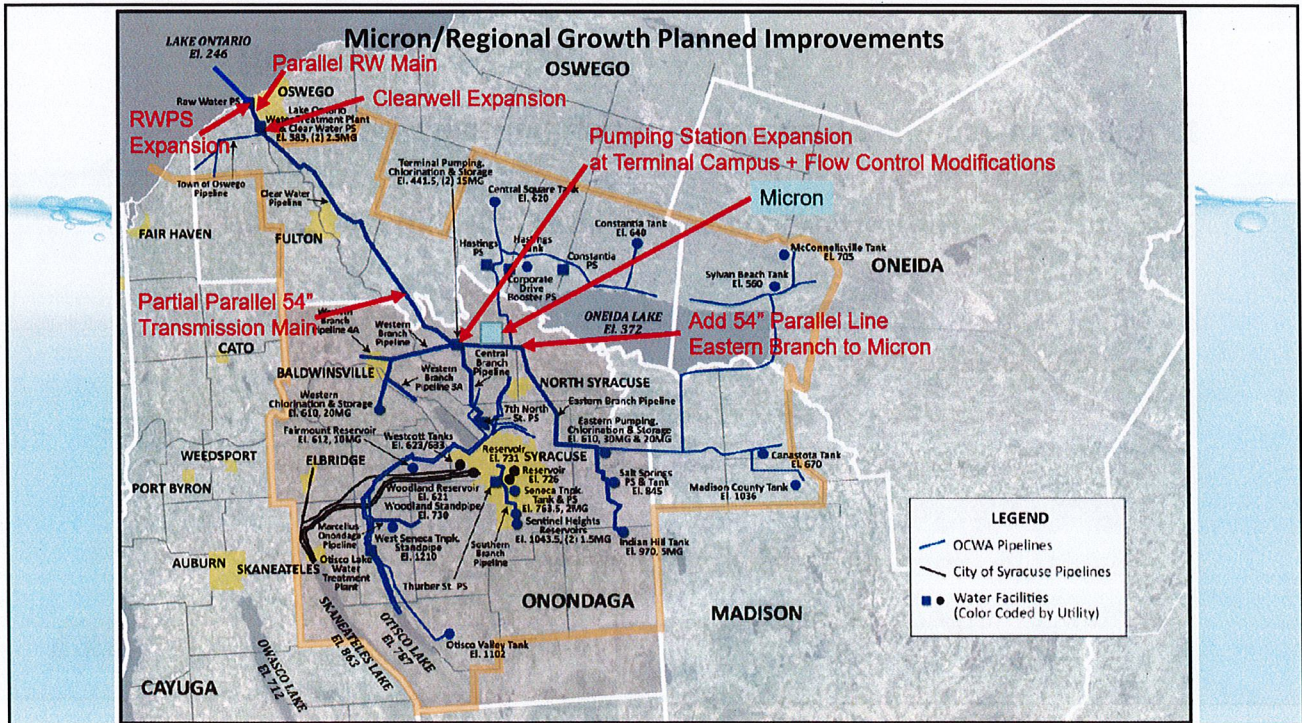 Micron/Regional Growth Planned Improvements
LAKE ONTARIO
El. 246
Parallel RW Main
OSWEGO
OSWEGO
Raw Water PS
Clearwell Expansion
RWPS
Expansion
Lake Ontario
Water Treatment Plant
Clear Water PS
El. 385, (2) 2.5MG
Pumping Station Expansion
at Terminal Campus + Flow Control Modifications
Town of Oswego
Pipeline
Clear Water
Pipeline
Terminal Pumping,
Chlorination & Storage
El. 441.5, (2) 15MG
Central Square Tank
El. 620
Micron
FAIR HAVEN
FULTON
Hastings
PS
Hastings
Tank
Constantia Tank
El. 640
Constantia
PS
Corporate Drive
Booster PS
McConnellsville Tank
El. 705
ONEIDA
Sylvan Beach Tank
El. 560
Partial Parallel 54"
Transmission Main
ONEIDA LAKE
El. 372
Add 54" Parallel Line
Eastern Branch to Micron
Western Branch
Pipeline 4A
Western
Branch
Pipeline
CATO
Central
Branch
Pipeline
BALDWINSVILLE
Western
Branch
Pipeline 3A
NORTH SYRACUSE
Western
Chlorination & Storage
El. 610, 20MG
Eastern Branch Pipeline
7th North
St. PS
Eastern Pumping,
Chlorination & Storage
El. 610, 30MG & 20MG
Fairmount Reservoir
El. 612, 10MG
Westcott Tanks
El. 623/633
WEEDSPORT
ELBRIDGE
Reservoir
El. 731
SYRACUSE
Reservoir
El. 726
Canastota Tank
El. 670
Salt Springs
PS & Tank
El. 845
PORT BYRON
Woodland Reservoir
El. 621
Woodland Standpipe
El. 730
Seneca Tnpk.
Tank & PS
El. 763.5, 2MG
Madison County Tank
El. 1036
Marcellus
Onondaga
Pipeline
West Seneca Tnpk.
Standpipe
El. 1210
Sentinel Heights
Reservoirs
El. 1043.5, (2) 1.5MG
Southern
Branch
Pipeline
Indian Hill Tank
El. 970, 5MG
AUBURN
SKANEATELES
Otisco Lake
Water
Treatment
Plant
Thurber St. PS
ONONDAGA
MADISON
SKANEATELES LAKE
El. 863
OTISCO LAKE
El. 787
Otisco Valley Tank
El. 1102
OWASCO LAKE
El. 712
CAYUGA
LEGEND
OCWA Pipelines
City of Syracuse Pipelines
Water Facilities
(Color Coded by Utility)